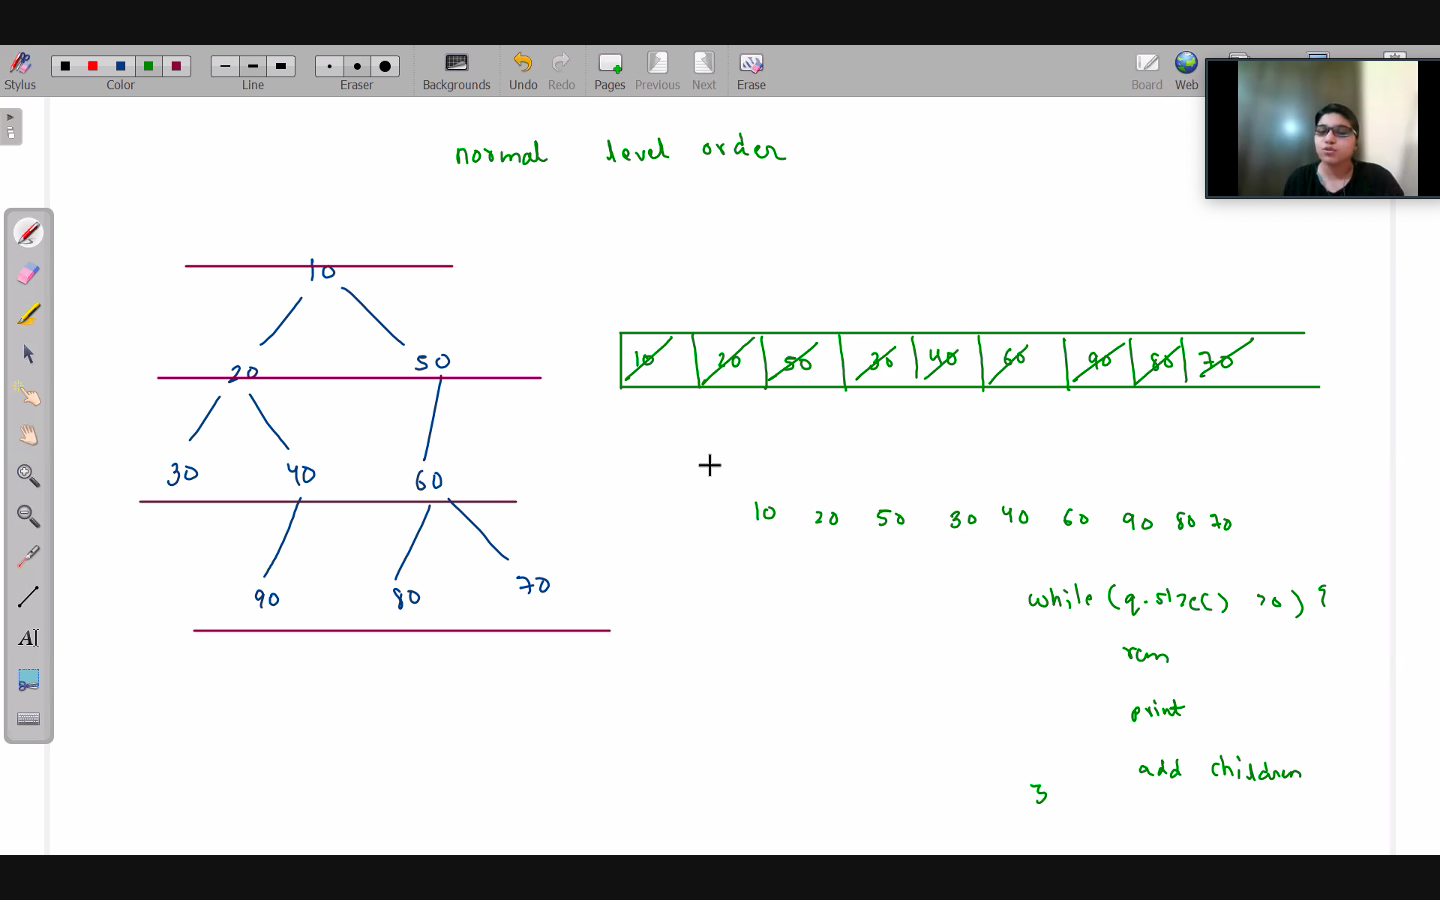 Stylus Color Line Eraser Backgrounds Undo Redo Pages Previous Next Erase Board Web
normal level order
10
20 50
30 40 60
90 80 70
10 20 50 30 40 60 90 80 70
10 20 50 30 40 60 90 80 70
while (q.size() >0) {
rem
print
add children
}